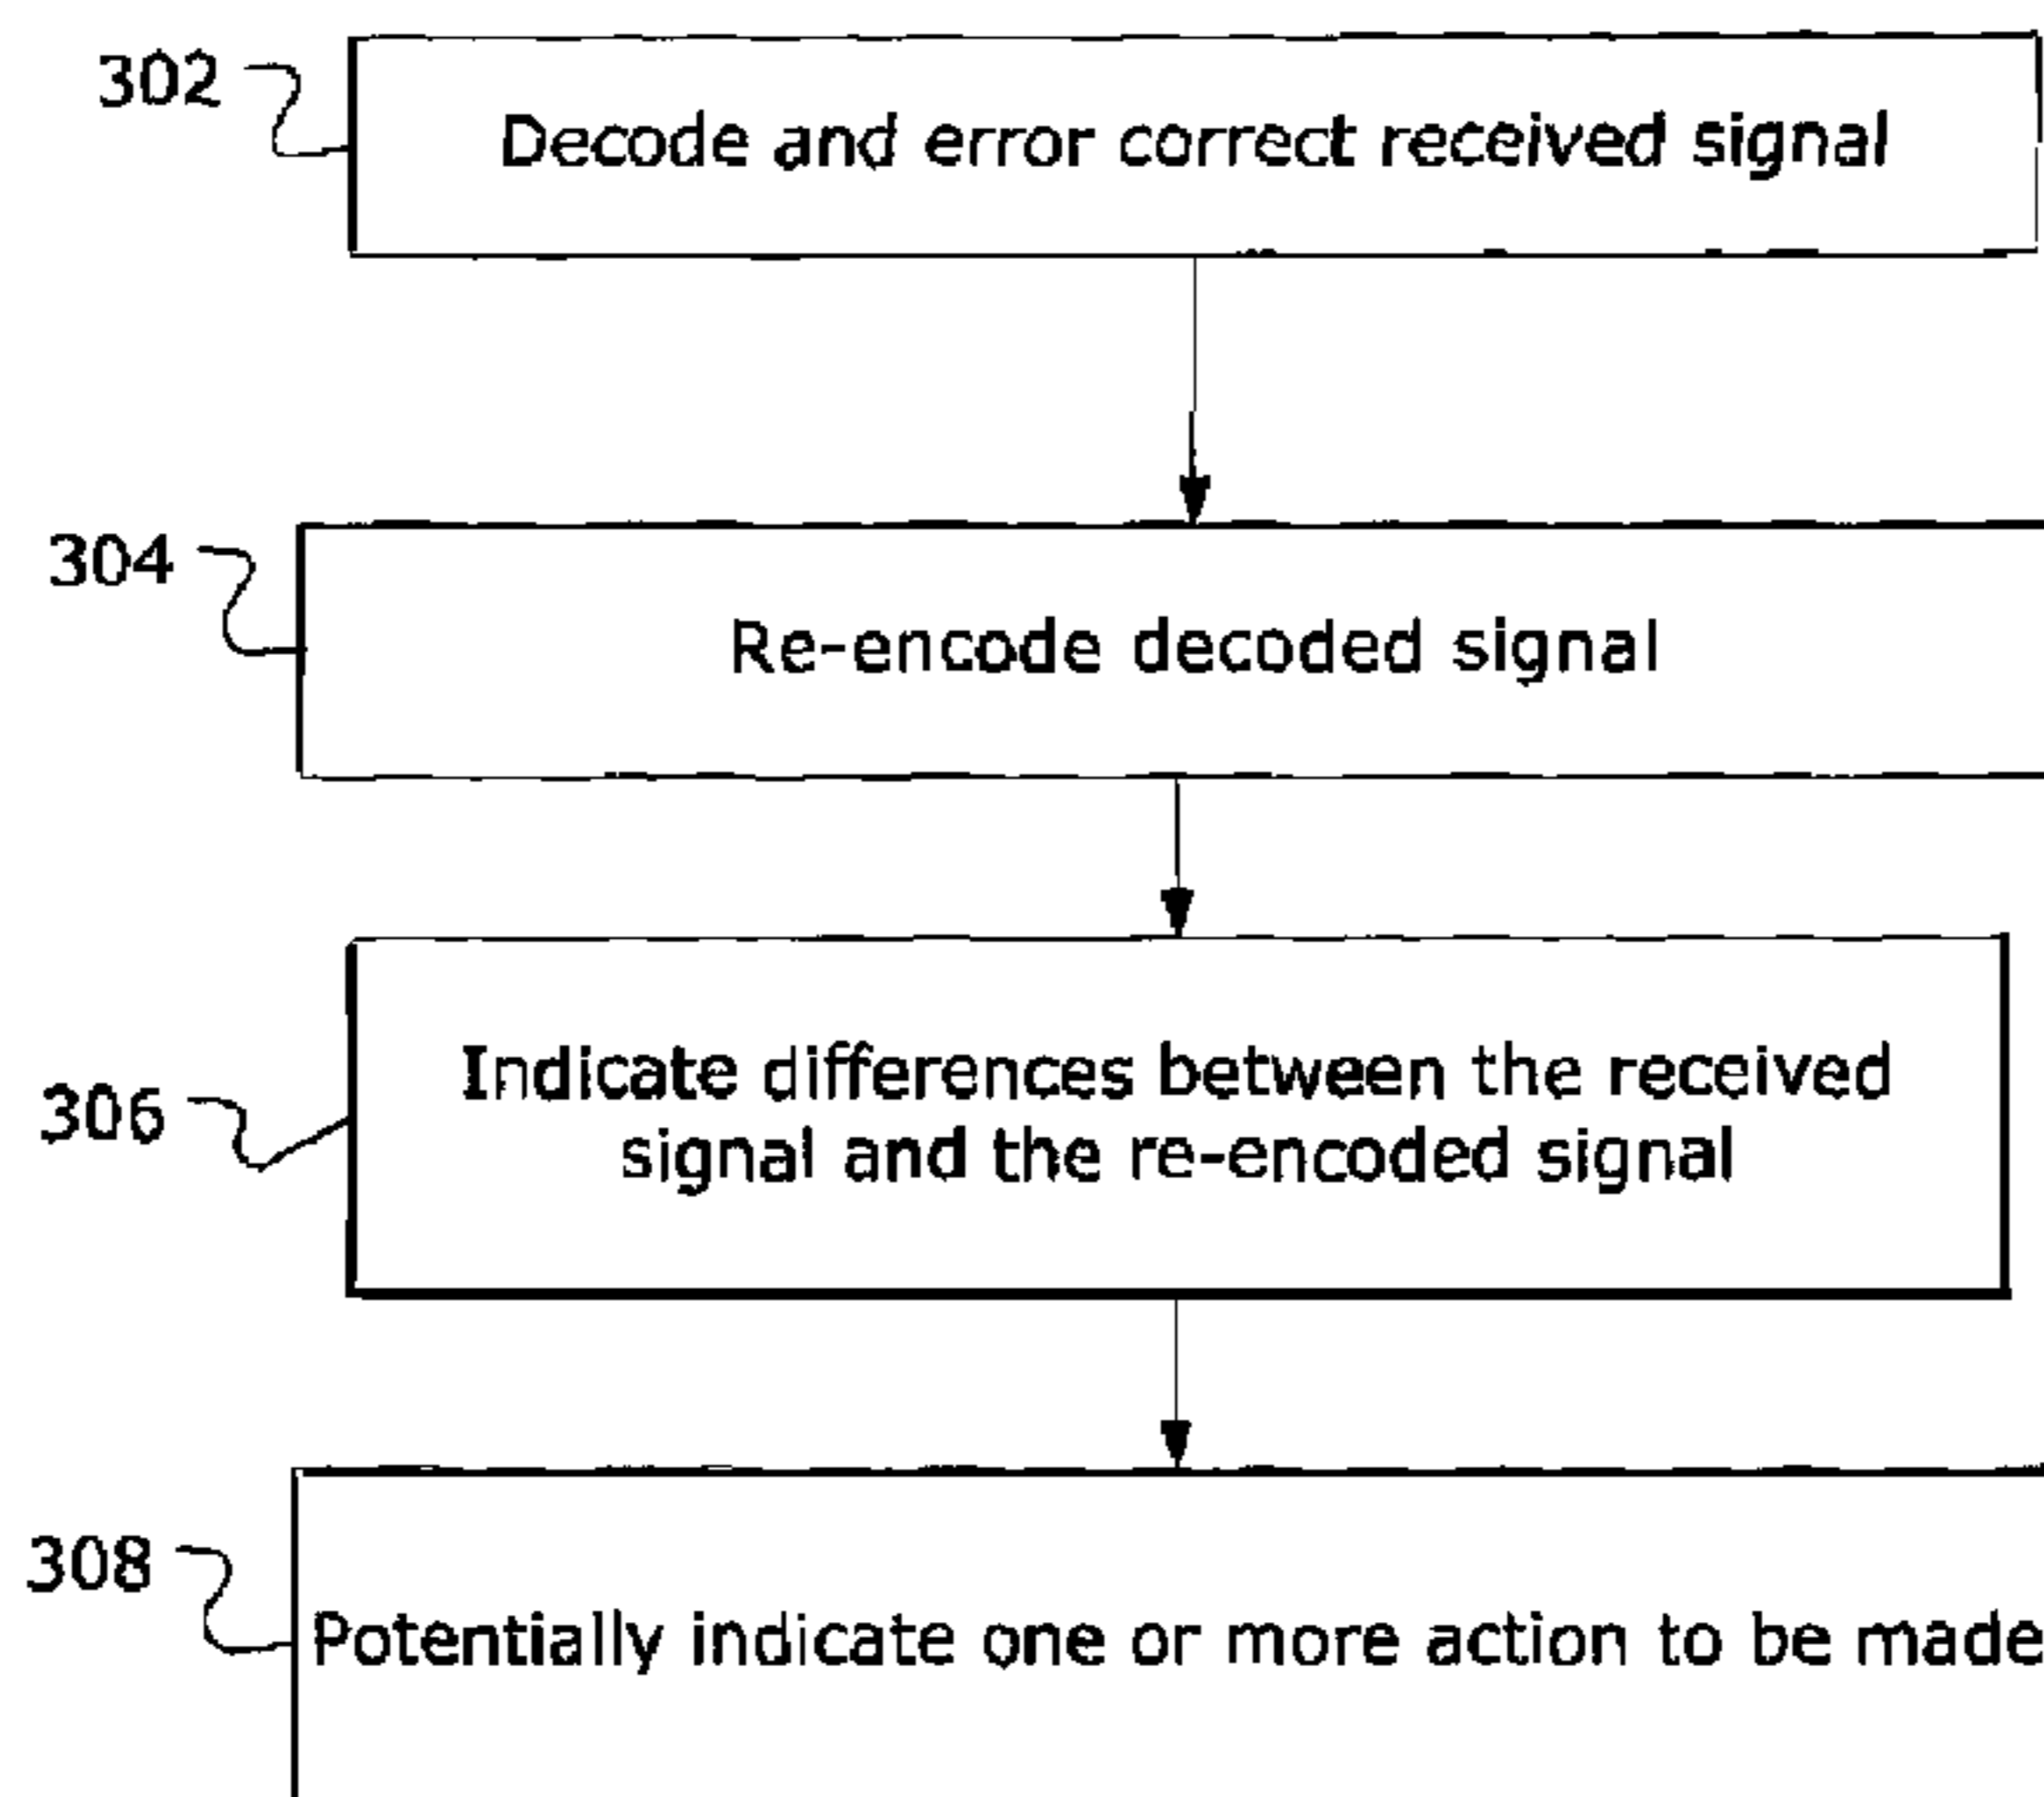 302
Decode and error correct received signal
304
Re-encode decoded signal
306
Indicate differences between the received
signal and the re-encoded signal
308
Potentially indicate one or more action to be made